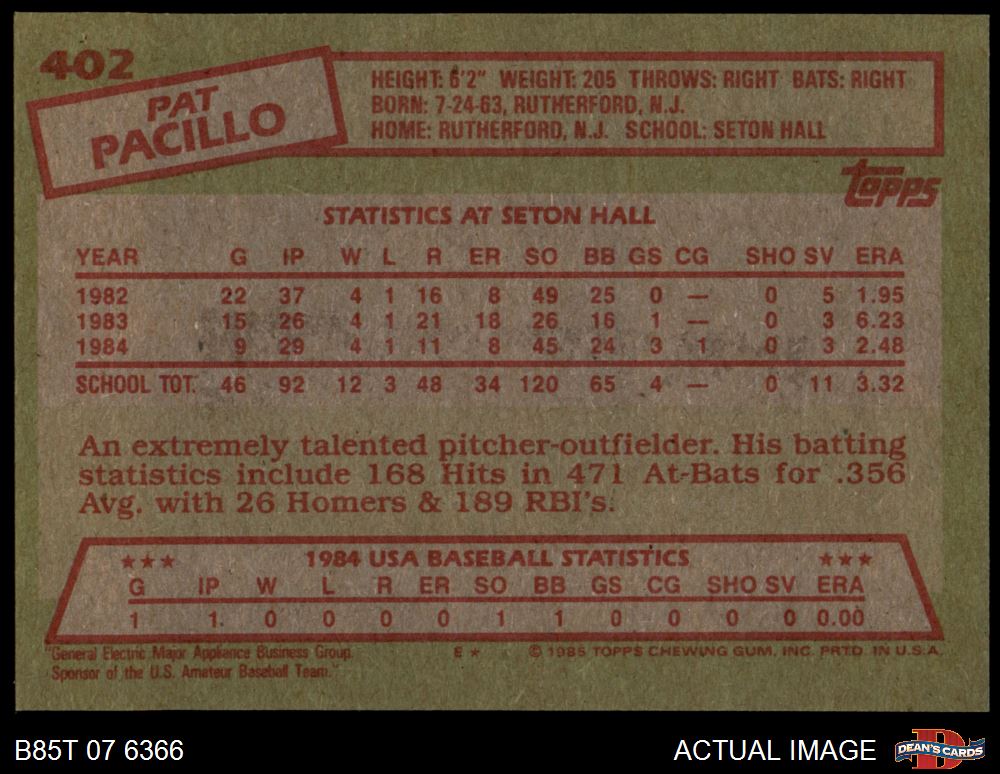 402
PAT
PACILLO
HEIGHT: 6'2" WEIGHT: 205 THROWS: RIGHT BATS: RIGHT
BORN: 7-24-63, RUTHERFORD, N.J.
HOME: RUTHERFORD, N.J. SCHOOL: SETON HALL
topps
STATISTICS AT SETON HALL
YEAR G IP W L R ER SO BB GS CG SHO SV ERA
1982 22 37 4 1 16 8 49 25 0 — 0 5 1.95
1983 15 26 4 1 21 18 26 16 1 — 0 3 6.23
1984 9 29 4 1 11 8 45 24 3 1 0 3 2.48
SCHOOL TOT. 46 92 12 3 48 34 120 65 4 — 0 11 3.32
An extremely talented pitcher-outfielder. His batting
statistics include 168 Hits in 471 At-Bats for .356
Avg. with 26 Homers & 189 RBI's.
★★★ 1984 USA BASEBALL STATISTICS ★★★
G IP W L R ER SO BB GS CG SHO SV ERA
1 1. 0 0 0 0 1 1 0 0 0 0 0.00
"General Electric Major Appliance Business Group. E ★ © 1985 TOPPS CHEWING GUM, INC. PRTD. IN U.S.A.
Sponsor of the U.S. Amateur Baseball Team."
B85T 07 6366 ACTUAL IMAGE DEAN'S CARDS